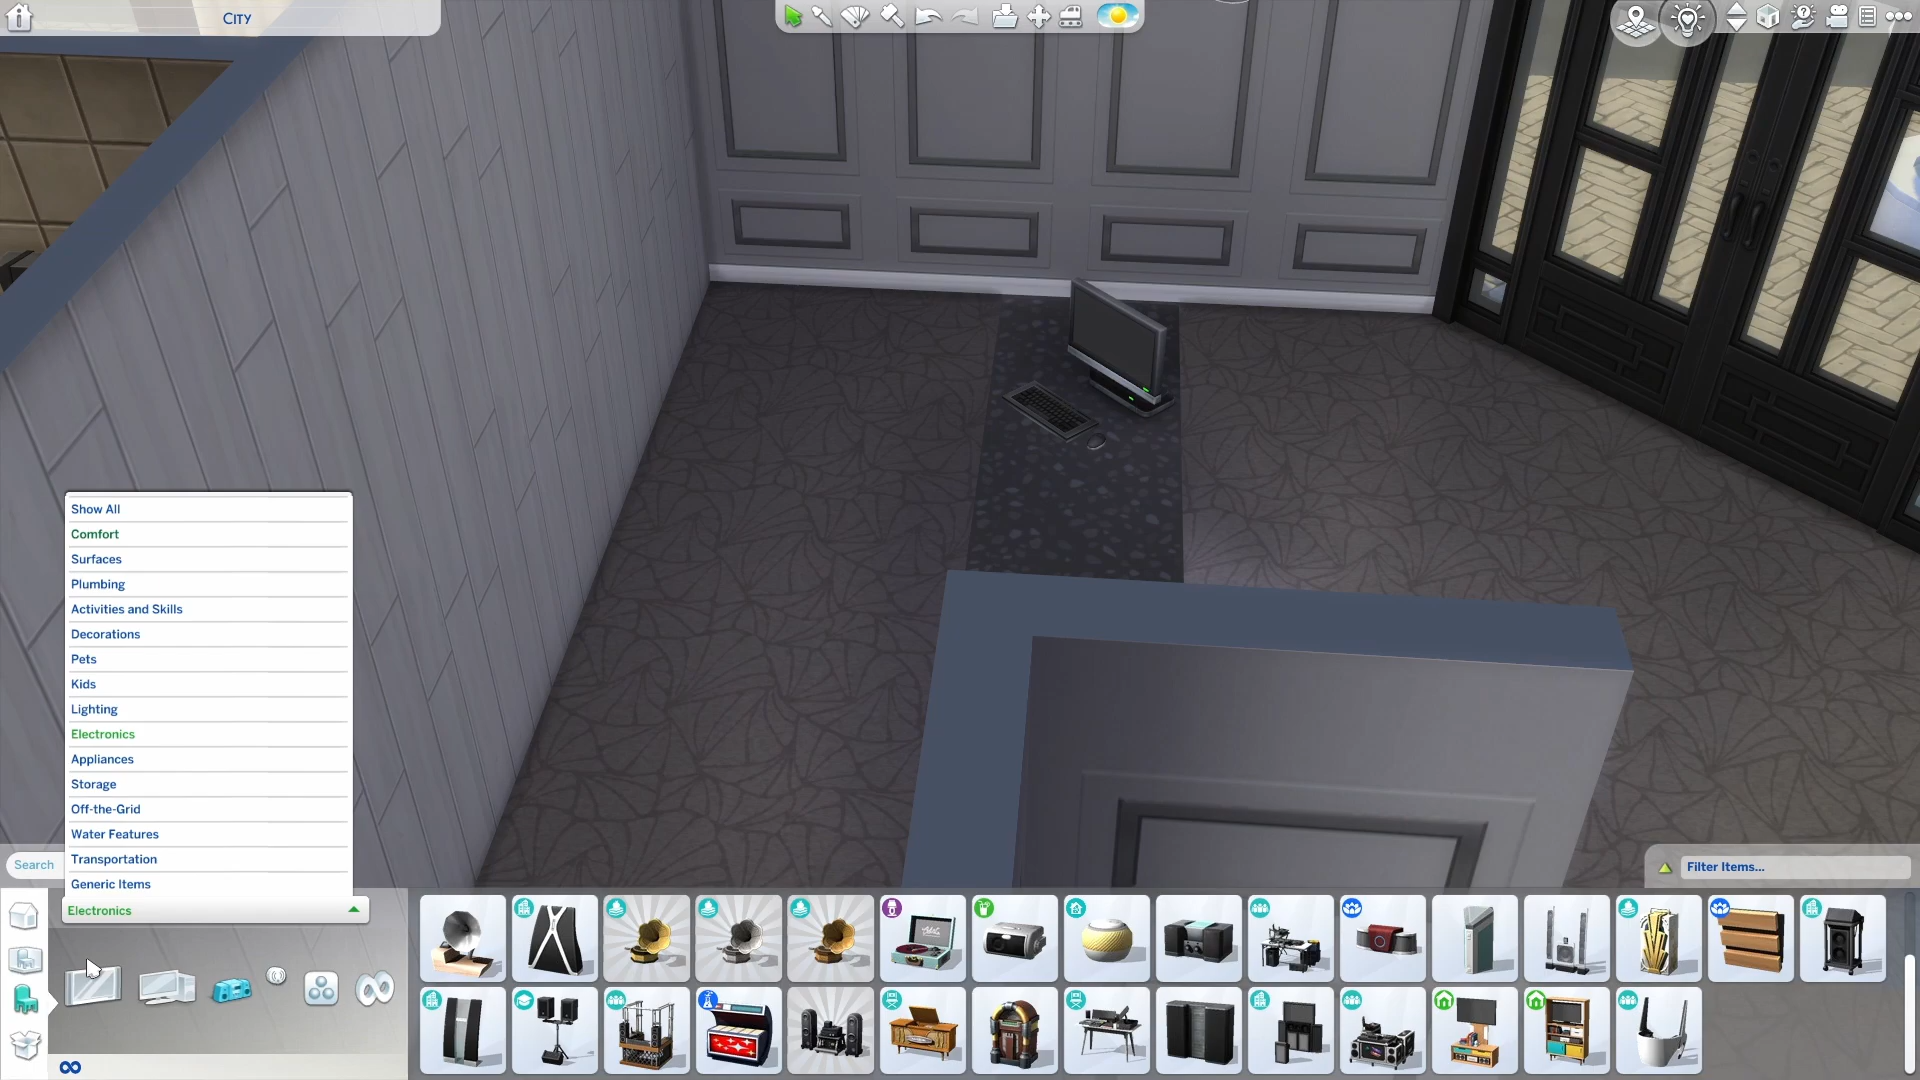 City
Show All
Comfort
Surfaces
Plumbing
Activities and Skills
Decorations
Pets
Kids
Lighting
Electronics
Appliances
Storage
Off-the-Grid
Water Features
Transportation
Generic Items
Search
Electronics
Filter Items...